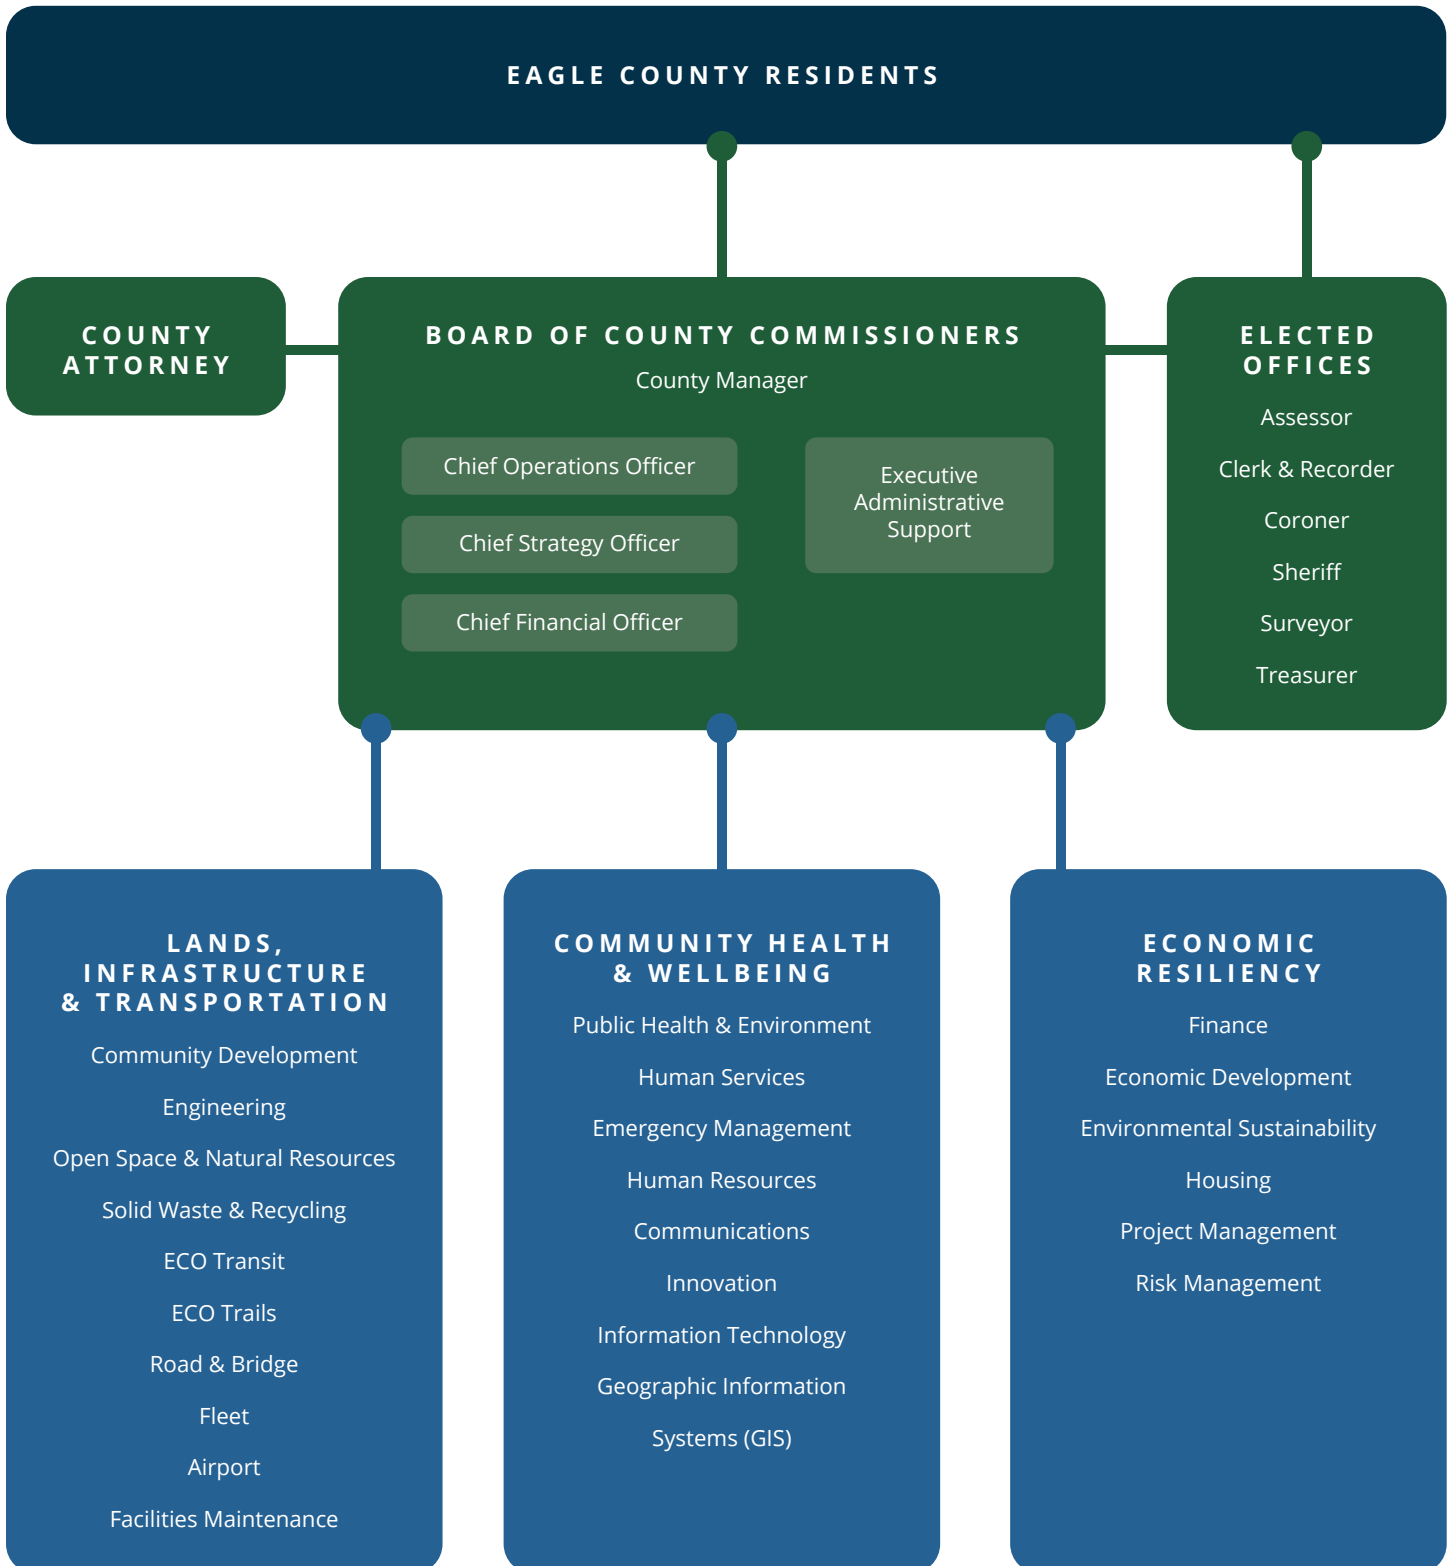 EAGLE COUNTY RESIDENTS
COUNTY
ATTORNEY
BOARD OF COUNTY COMMISSIONERS
County Manager
Chief Operations Officer
Chief Strategy Officer
Chief Financial Officer
Executive
Administrative
Support
ELECTED
OFFICES
Assessor
Clerk & Recorder
Coroner
Sheriff
Surveyor
Treasurer
LANDS,
INFRASTRUCTURE
& TRANSPORTATION
Community Development
Engineering
Open Space & Natural Resources
Solid Waste & Recycling
ECO Transit
ECO Trails
Road & Bridge
Fleet
Airport
Facilities Maintenance
COMMUNITY HEALTH
& WELLBEING
Public Health & Environment
Human Services
Emergency Management
Human Resources
Communications
Innovation
Information Technology
Geographic Information
Systems (GIS)
ECONOMIC
RESILIENCY
Finance
Economic Development
Environmental Sustainability
Housing
Project Management
Risk Management